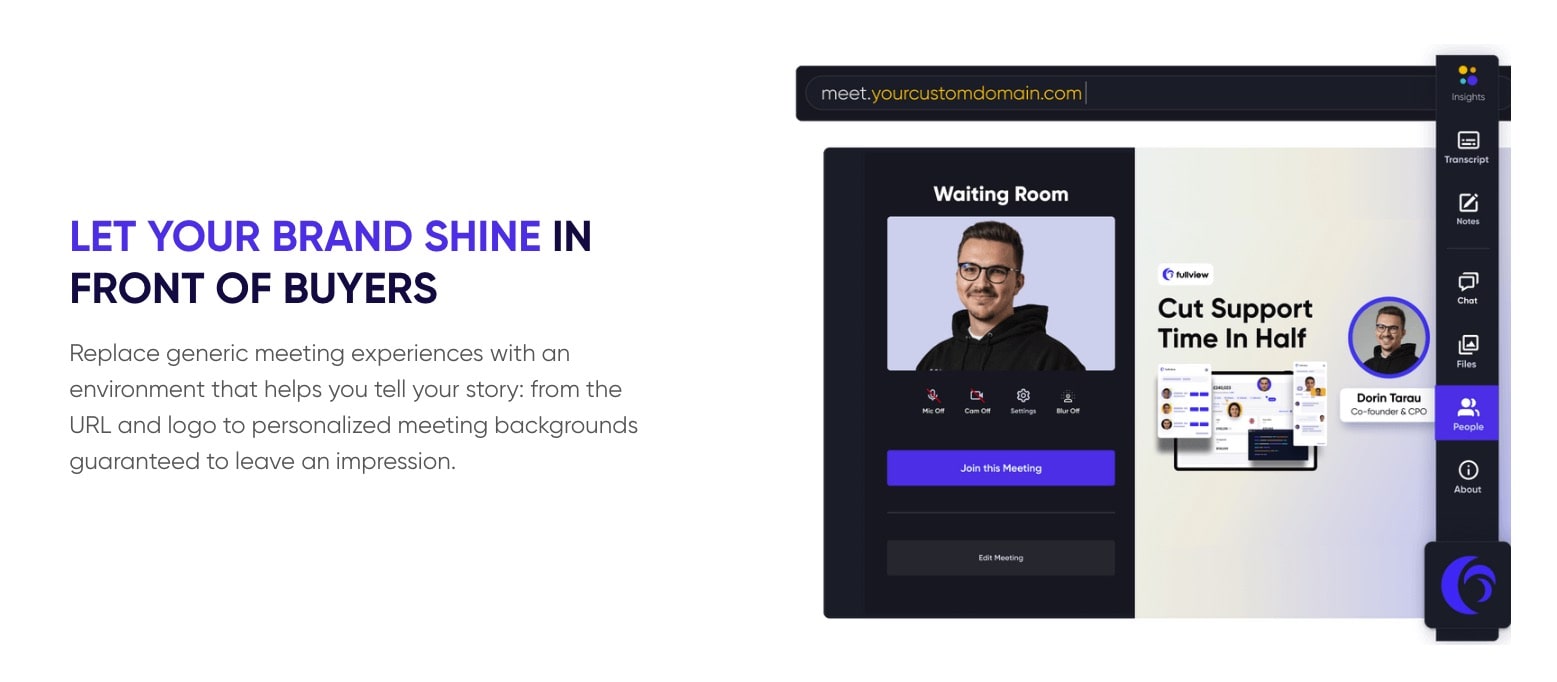 LET YOUR BRAND SHINE IN
FRONT OF BUYERS
Replace generic meeting experiences with an
environment that helps you tell your story: from the
URL and logo to personalized meeting backgrounds
guaranteed to leave an impression.
meet.yourcustomdomain.com
Waiting Room
Mic Off
Cam Off
Settings
Blur Off
Join this Meeting
Edit Meeting
fullview
Cut Support
Time In Half
Dorin Tarau
Co-founder & CPO
Insights
Transcript
Notes
Chat
Files
People
About